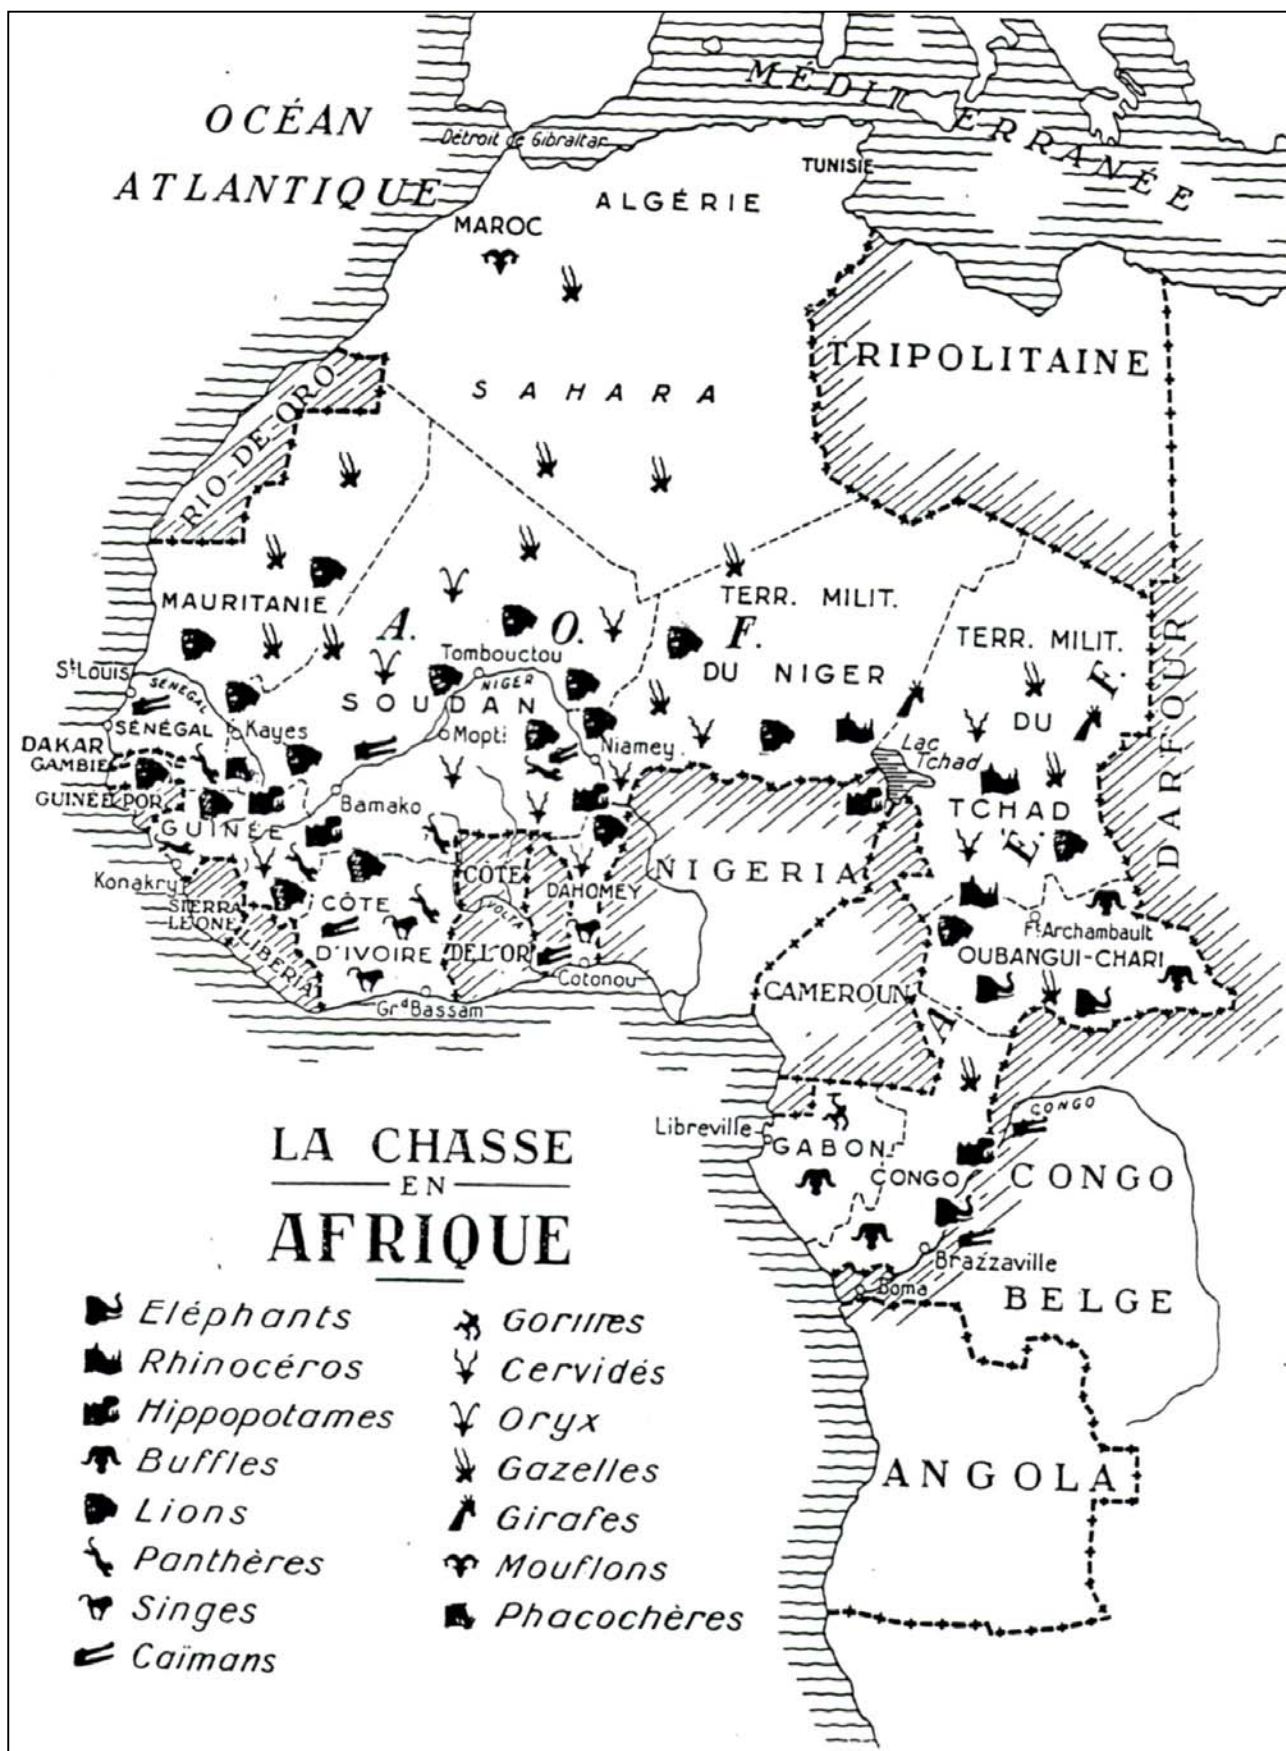 OCÉAN
ATLANTIQUE
MÉDITERRANÉE
Détroit de Gibraltar
TUNISIE
ALGÉRIE
MAROC
TRIPOLITAINE
SAHARA
RIO-DE-ORO
MAURITANIE
TERR. MILIT.
DU NIGER
A. O. F.
TERR. MILIT.
DU
TCHAD
A. E. F.
DARFOUR
Tombouctou
St Louis
SÉNÉGAL
NIGER
SOUDAN
SÉNÉGAL
Kayes
Mopti
Niamey
Lac
Tchad
DAKAR
GAMBIE
GUINÉE POR.
Bamako
GUINÉE
NIGERIA
CÔTE
DE L'OR
VOLTA
DAHOMEY
Konakry
SIERRA
LEONE
LIBERIA
CÔTE
D'IVOIRE
Ft Archambault
OUBANGUI-CHARI
Cotonou
Grd Bassam
CAMEROUN
Libreville
GABON
CONGO
CONGO
CONGO
BELGE
Brazzaville
Boma
ANGOLA
LA CHASSE
EN
AFRIQUE
Eléphants
Rhinocéros
Hippopotames
Buffles
Lions
Panthères
Singes
Caïmans
Gorilles
Cervidés
Oryx
Gazelles
Girafes
Mouflons
Phacochères